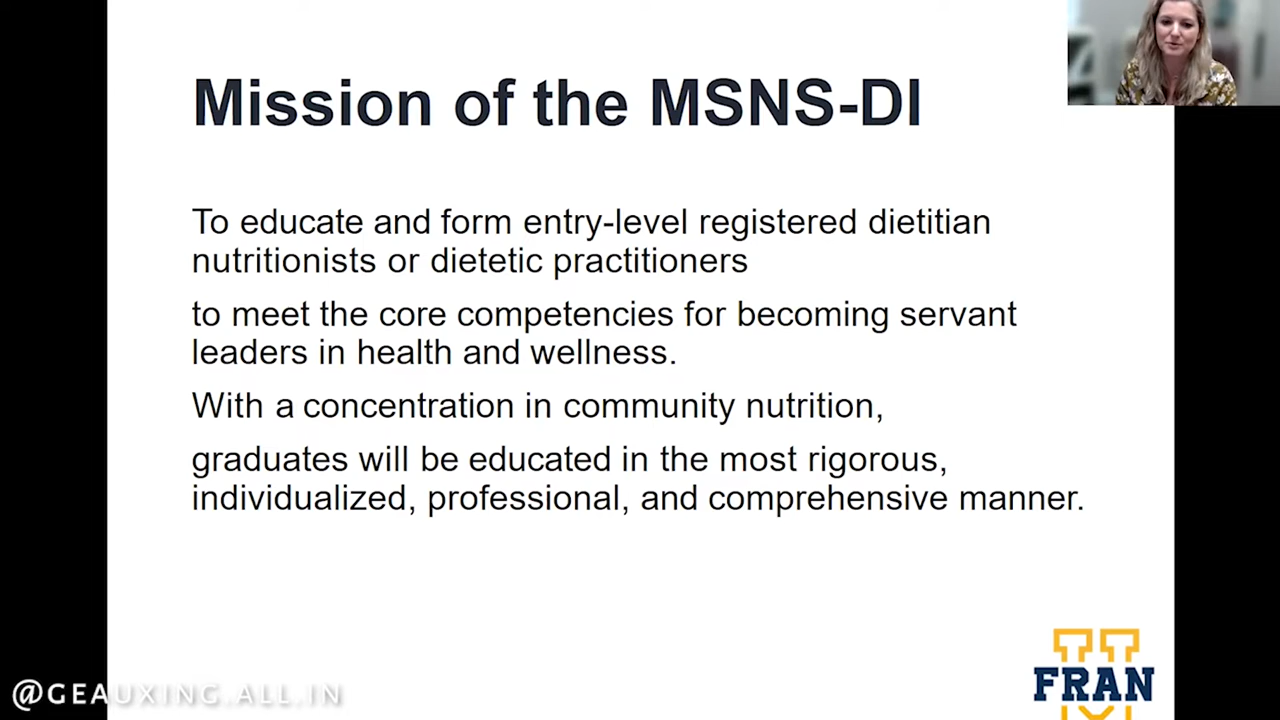 Mission of the MSNS-DI
To educate and form entry-level registered dietitian
nutritionists or dietetic practitioners
to meet the core competencies for becoming servant
leaders in health and wellness.
With a concentration in community nutrition,
graduates will be educated in the most rigorous,
individualized, professional, and comprehensive manner.
FRAN
U
@GEAUXING.ALL.IN